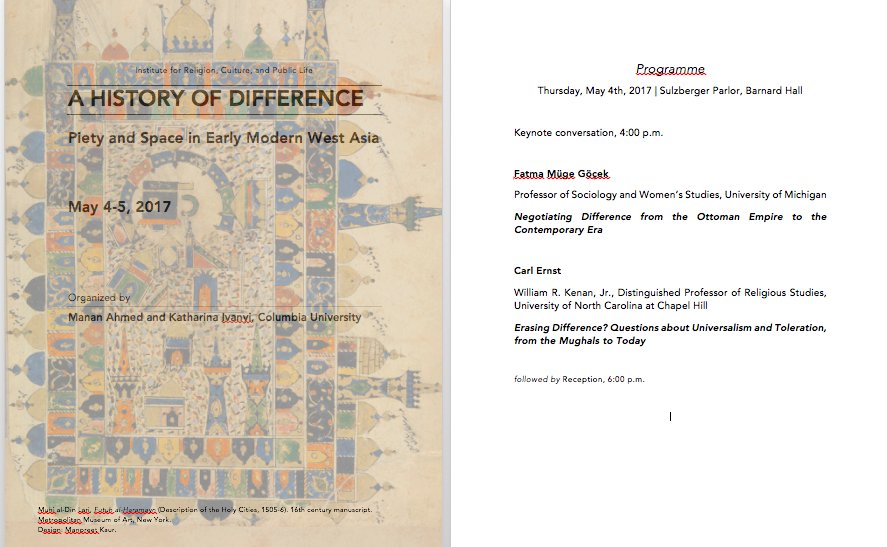 Institute for Religion, Culture, and Public Life
A HISTORY OF DIFFERENCE
Piety and Space in Early Modern West Asia
May 4-5, 2017
Organized by
Manan Ahmed and Katharina Ivanyi, Columbia University
Muhi al-Din Lari, Futuh al-Haramayn (Description of the Holy Cities, 1505-6). 16th century manuscript.
Metropolitan Museum of Art, New York.
Design: Manpreet Kaur.
Programme
Thursday, May 4th, 2017 | Sulzberger Parlor, Barnard Hall
Keynote conversation, 4:00 p.m.
Fatma Müge Göcek
Professor of Sociology and Women's Studies, University of Michigan
Negotiating Difference from the Ottoman Empire to the
Contemporary Era
Carl Ernst
William R. Kenan, Jr., Distinguished Professor of Religious Studies,
University of North Carolina at Chapel Hill
Erasing Difference? Questions about Universalism and Toleration,
from the Mughals to Today
followed by Reception, 6:00 p.m.